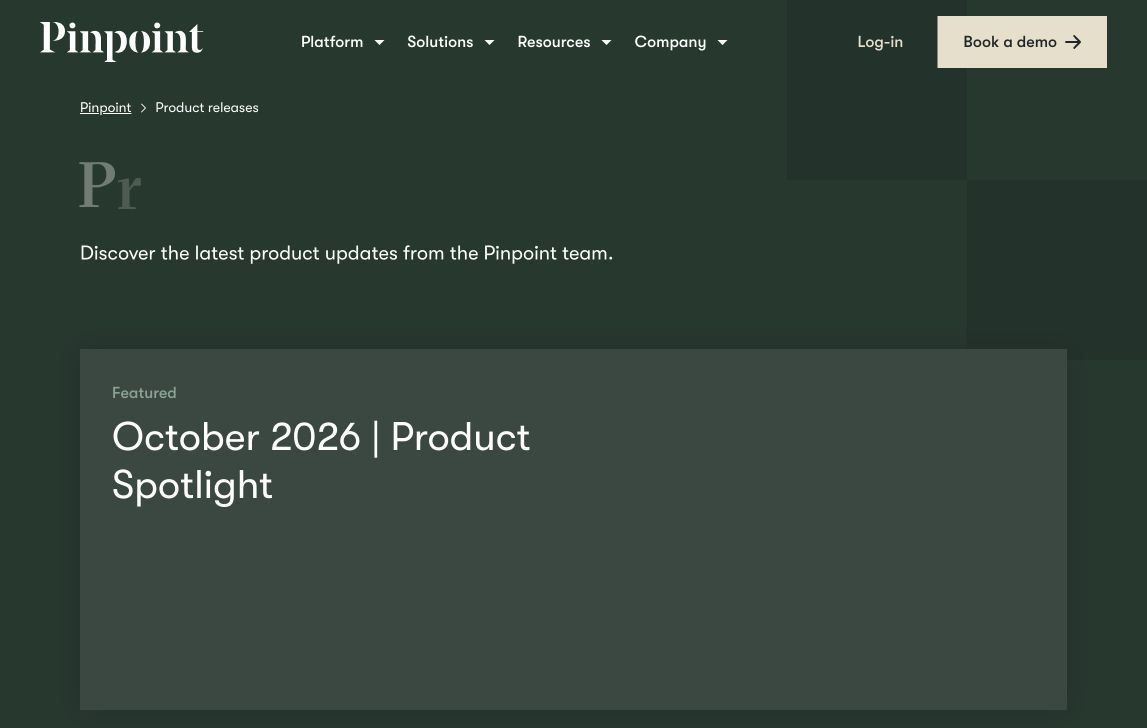 Pinpoint
Platform
Solutions
Resources
Company
Log-in
Book a demo
Pinpoint > Product releases
Pr
Discover the latest product updates from the Pinpoint team.
Featured
October 2026 | Product
Spotlight